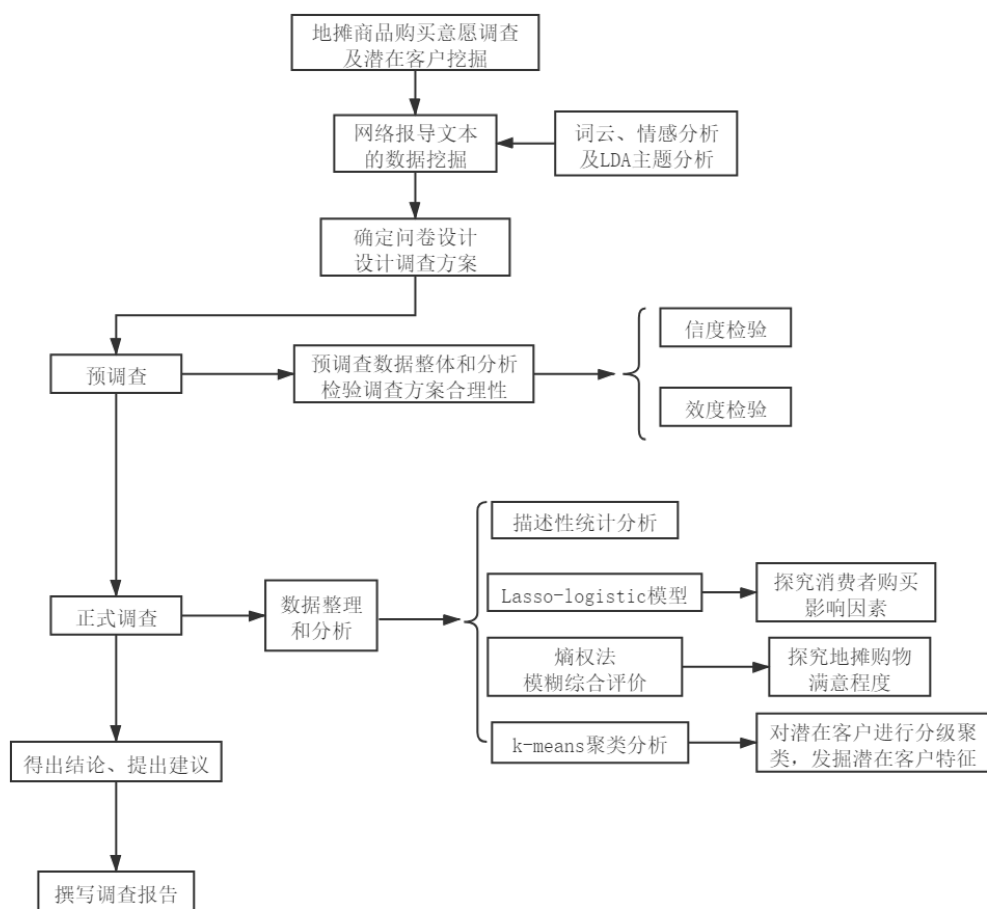 地摊商品购买意愿调查
及潜在客户挖掘
网络报导文本
的数据挖掘
词云、情感分析
及LDA主题分析
确定问卷设计
设计调查方案
预调查
预调查数据整体和分析
检验调查方案合理性
信度检验
效度检验
正式调查
数据整理
和分析
描述性统计分析
Lasso-logistic模型
探究消费者购买
影响因素
熵权法
模糊综合评价
探究地摊购物
满意程度
k-means聚类分析
对潜在客户进行分级聚
类，发掘潜在客户特征
得出结论、提出建议
撰写调查报告